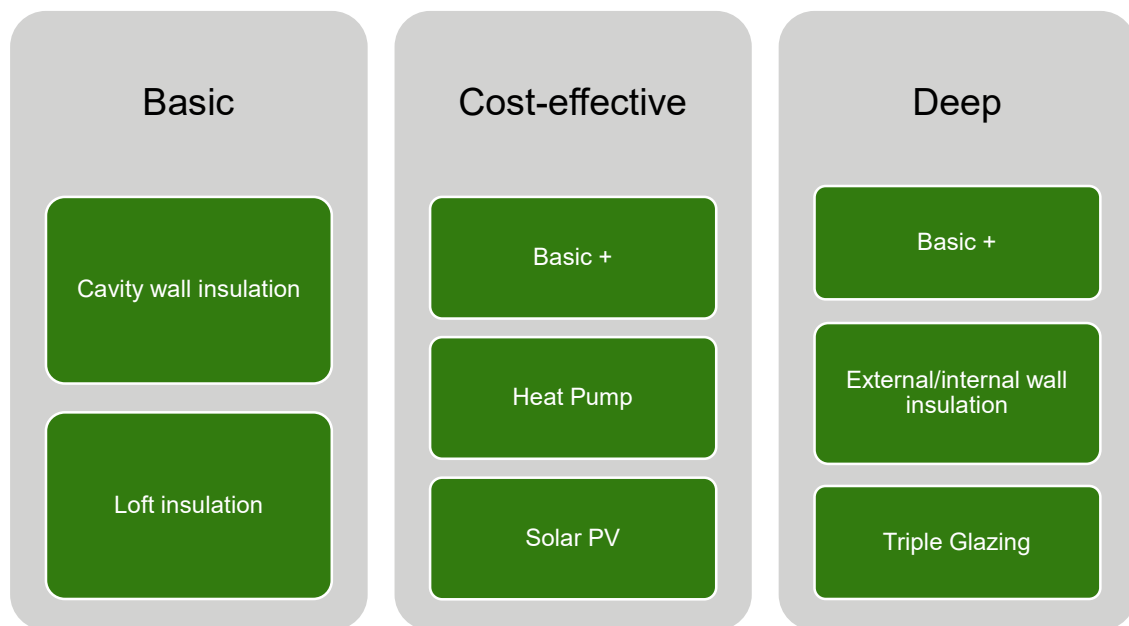 Basic
Cavity wall insulation
Loft insulation
Cost-effective
Basic +
Heat Pump
Solar PV
Deep
Basic +
External/internal wall
insulation
Triple Glazing